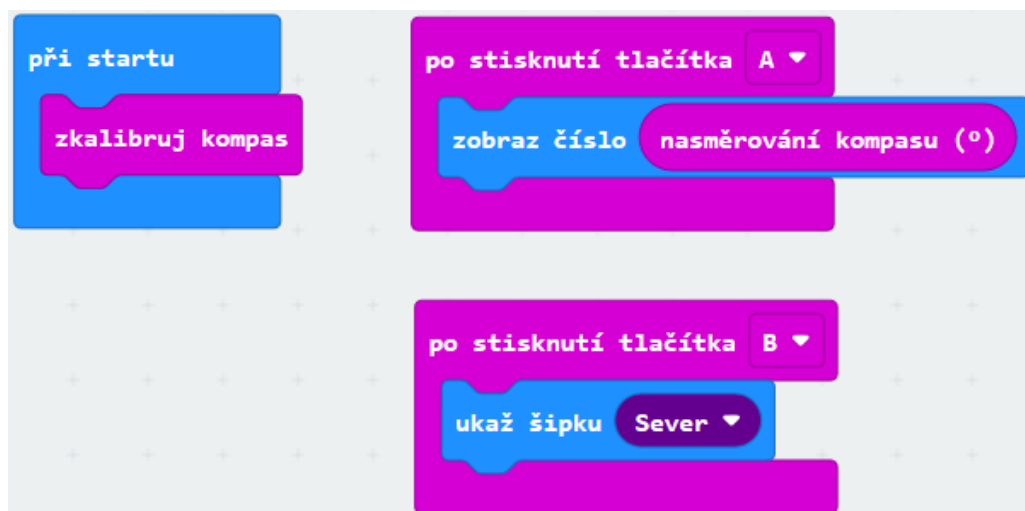 při startu
zkalibruj kompas
po stisknutí tlačítka A
zobraz číslo nasměrování kompasu (º)
po stisknutí tlačítka B
ukaž šipku Sever